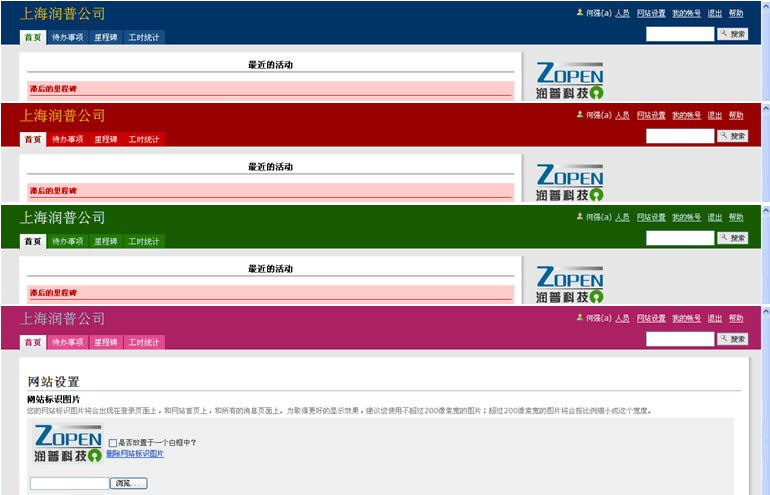 上海润普公司
何强(a) 人员 网站设置 我的帐号 退出 帮助
首页 待办事项 里程碑 工时统计
搜索
最近的活动
滞后的里程碑
ZOPEN
润普科技
上海润普公司
何强(a) 人员 网站设置 我的帐号 退出 帮助
首页 待办事项 里程碑 工时统计
搜索
最近的活动
滞后的里程碑
ZOPEN
润普科技
上海润普公司
何强(a) 人员 网站设置 我的帐号 退出 帮助
首页 待办事项 里程碑 工时统计
搜索
最近的活动
滞后的里程碑
ZOPEN
润普科技
上海润普公司
何强(a) 人员 网站设置 我的帐号 退出 帮助
首页 待办事项 里程碑 工时统计
搜索
网站设置
网站标识图片
您的网站标识图片将会出现在登录页面上，和网站首页上，和所有的消息页面上。为取得更好的显示效果，建议您使用不超过200像素宽的图片；超过200像素宽的图片将会按比例缩小成这个宽度。
ZOPEN
润普科技
是否放置于一个白框中？
删除网站标识图片
浏览...